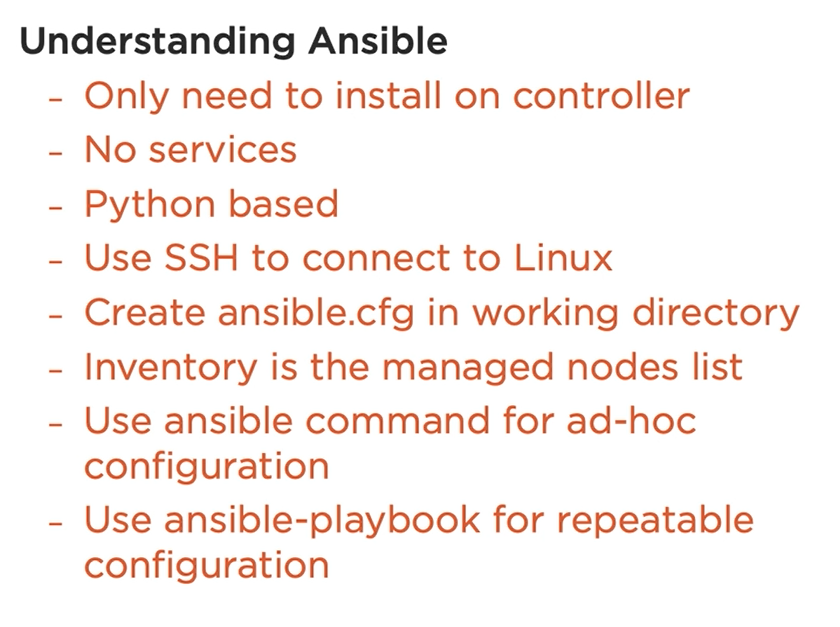 Understanding Ansible
– Only need to install on controller
– No services
– Python based
– Use SSH to connect to Linux
– Create ansible.cfg in working directory
– Inventory is the managed nodes list
– Use ansible command for ad-hoc
configuration
– Use ansible-playbook for repeatable
configuration